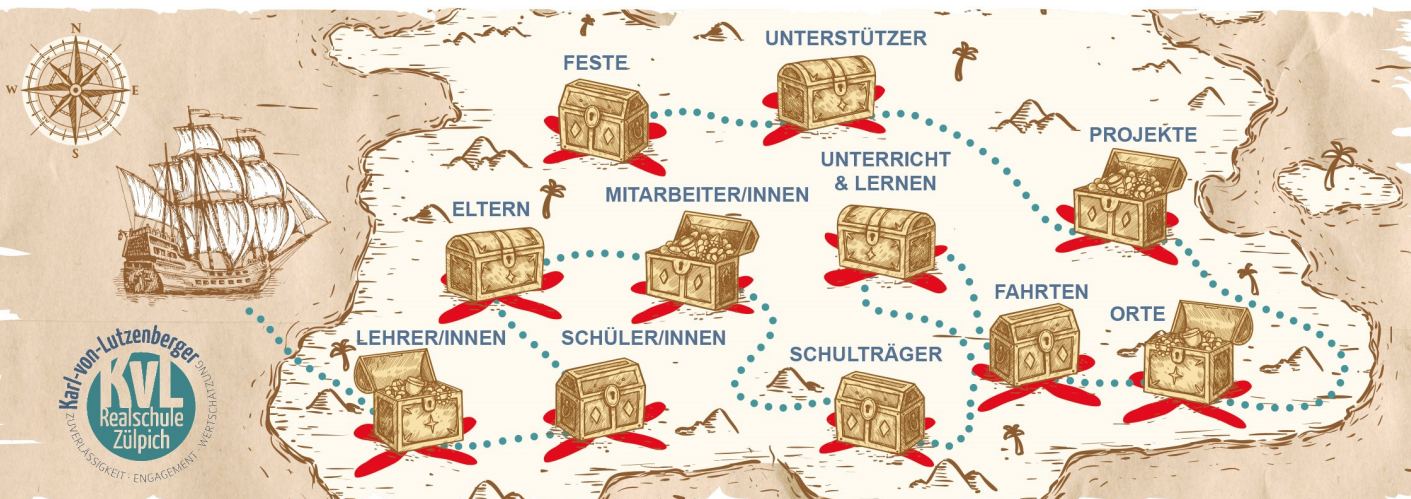 N
W E
S
FESTE
UNTERSTÜTZER
PROJEKTE
UNTERRICHT
& LERNEN
MITARBEITER/INNEN
ELTERN
FAHRTEN
ORTE
LEHRER/INNEN
SCHÜLER/INNEN
SCHULTRÄGER
Karl-von-Lutzenberger
KVL
Realschule
Zülpich
ZUVERLÄSSIGKEIT · ENGAGEMENT · WERTSCHÄTZUNG